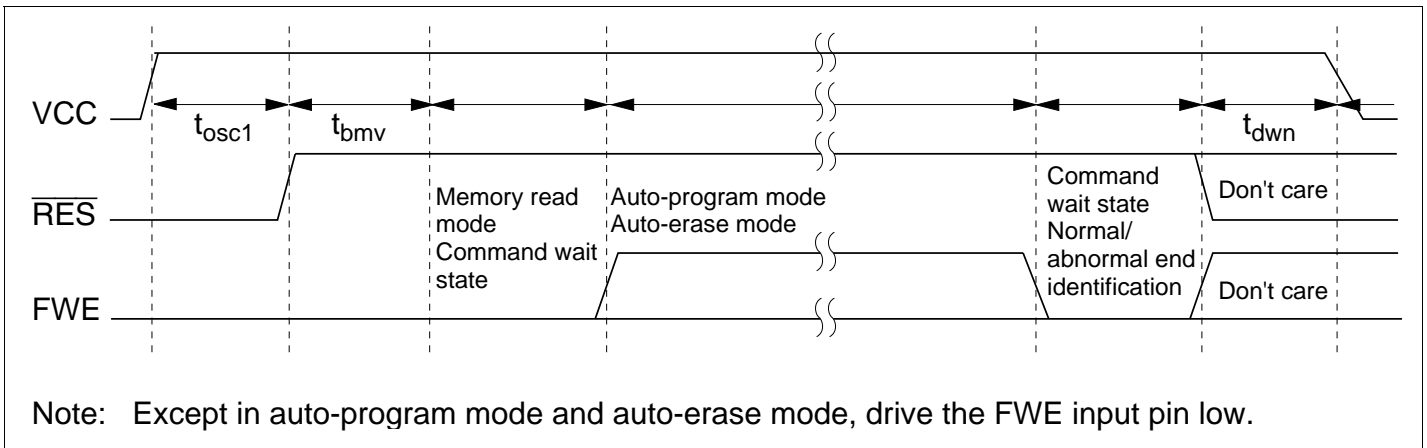 VCC
tosc1
tbmv
tdwn
RES
Memory read
mode
Command wait
state
Auto-program mode
Auto-erase mode
Command
wait state
Normal/
abnormal end
identification
Don't care
FWE
Don't care
Note: Except in auto-program mode and auto-erase mode, drive the FWE input pin low.